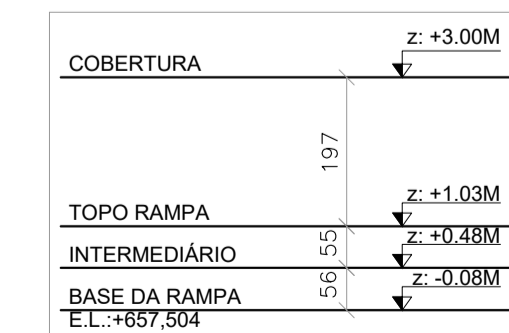 z: +3.00M
COBERTURA
197
z: +1.03M
TOPO RAMPA
55
z: +0.48M
INTERMEDIÁRIO
56
z: -0.08M
BASE DA RAMPA
E.L.:+657,504